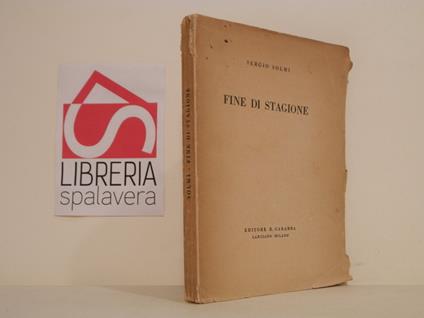 LIBRERIA
spalavera
SOLMI - FINE DI STAGIONE
SERGIO SOLMI
FINE DI STAGIONE
EDITORE R. CARABBA
LANCIANO MILANO